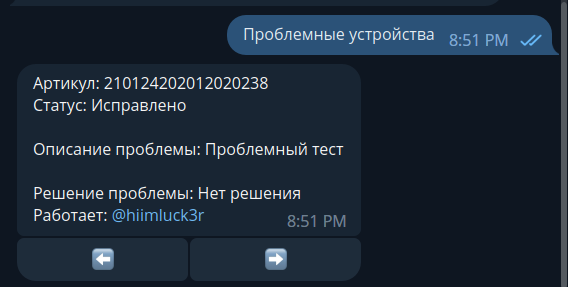 Проблемные устройства
8:51 PM
Артикул: 210124202012020238
Статус: Исправлено
Описание проблемы: Проблемный тест
Решение проблемы: Нет решения
Работает: @hiimluck3r
8:51 PM